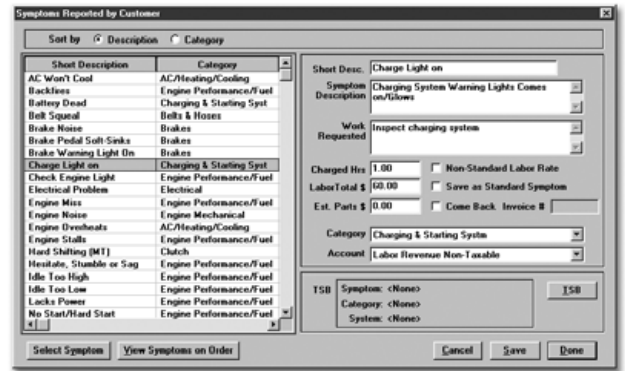 Symptoms Reported by Customer
Sort by Description Category
Short Description Category
AC Won't Cool AC/Heating/Cooling
Backfires Engine Performance/Fuel
Battery Dead Charging & Starting Syst
Belt Squeal Belts & Hoses
Brake Noise Brakes
Brake Pedal Soft-Sinks Brakes
Brake Warning Light On Brakes
Charge Light on Charging & Starting Syst
Check Engine Light Engine Performance/Fuel
Electrical Problem Electrical
Engine Miss Engine Performance/Fuel
Engine Noise Engine Mechanical
Engine Overheats AC/Heating/Cooling
Engine Stalls Engine Performance/Fuel
Hard Shifting (MT) Clutch
Hesitate, Stumble or Sag Engine Performance/Fuel
Idle Too High Engine Performance/Fuel
Idle Too Low Engine Performance/Fuel
Lacks Power Engine Performance/Fuel
No Start/Hard Start Engine Performance/Fuel
Select Symptom View Symptoms on Order
Short Desc. Charge Light on
Symptom Description Charging System Warning Lights Comes
on/Glows
Work Requested Inspect charging system
Charged Hrs 1.00 Non-Standard Labor Rate
LaborTotal $ 60.00 Save as Standard Symptom
Est. Parts $ 0.00 Come Back Invoice #
Category Charging & Starting Systm
Account Labor Revenue Non-Taxable
TSB Symptom: <None> TSB
Category: <None>
System: <None>
Cancel Save Done